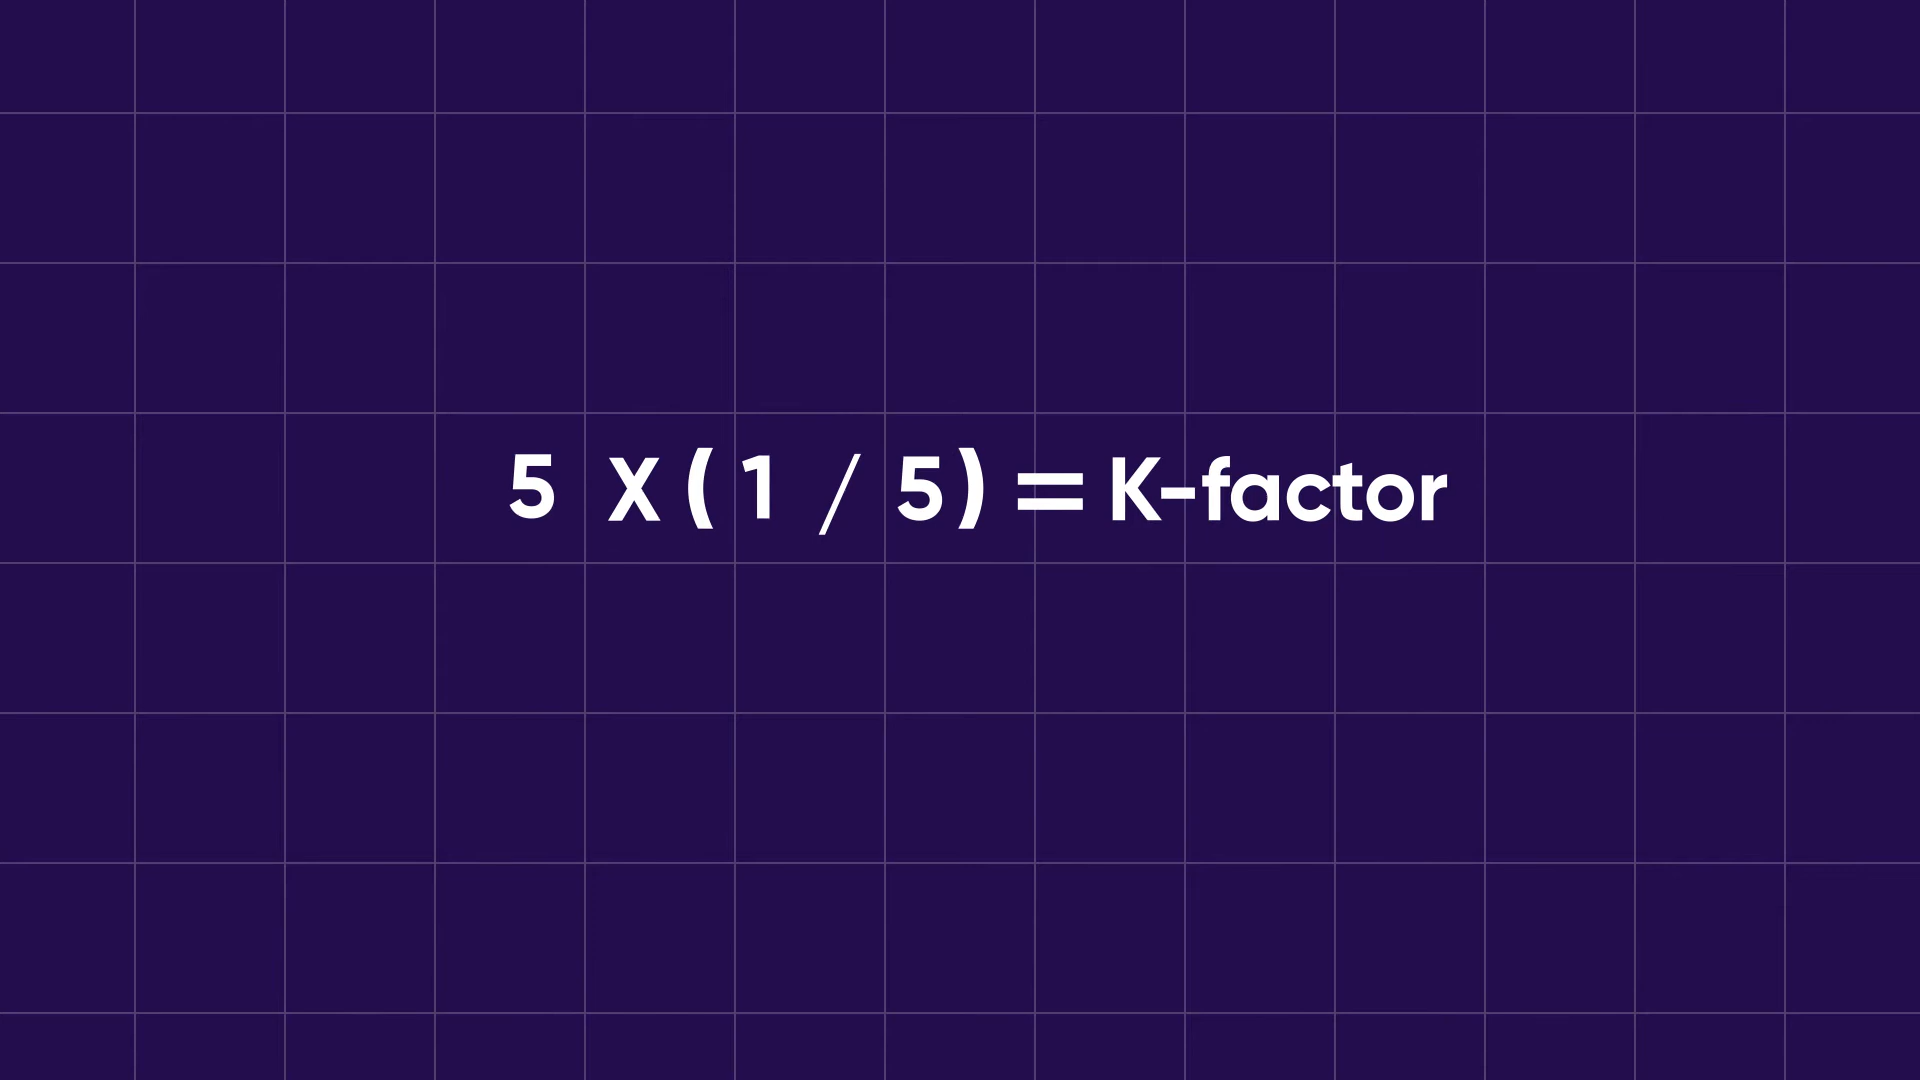 5 X ( 1 / 5 ) = K-factor